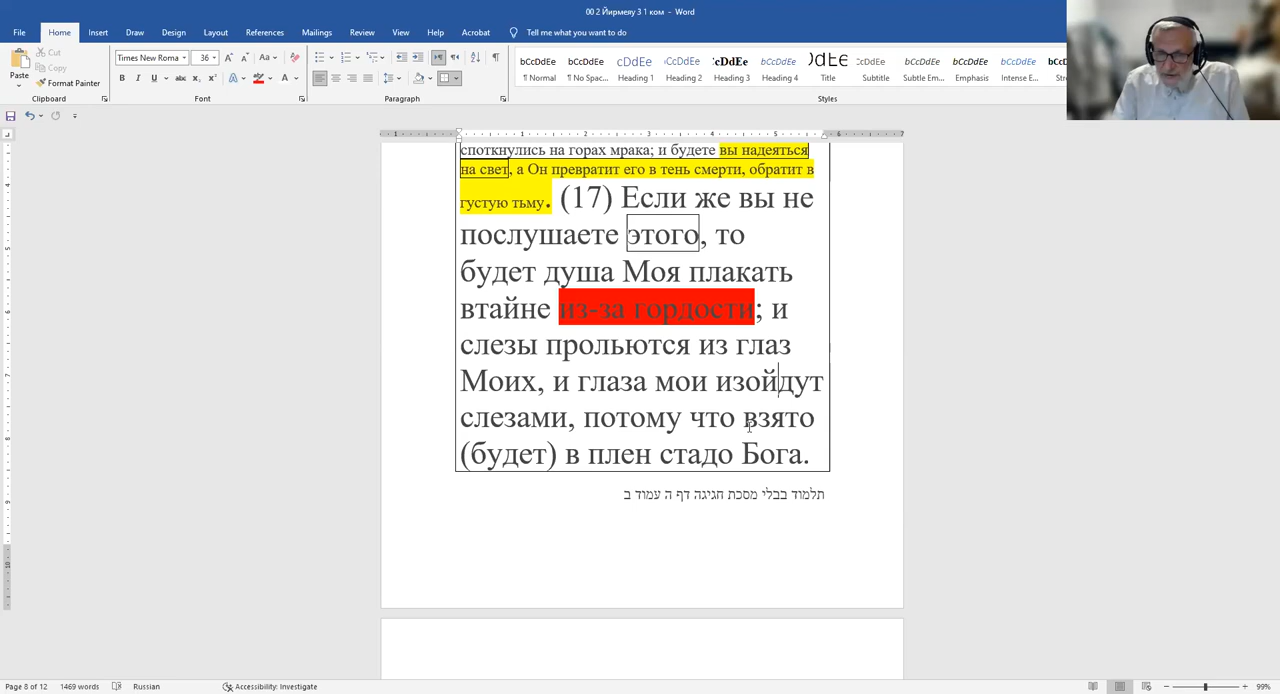 00 2 Йирмеяу 3 1 ком - Word
File Home Insert Draw Design Layout References Mailings Review View Help Acrobat Tell me what you want to do
Paste
Cut
Copy
Format Painter
Times New Roma 36
Clipboard Font Paragraph Styles
AaBbCcDdEe AaBbCcDdEe AaBbCcDdEe
¶ Normal ¶ No Spac... Heading 1 Heading 2 Heading 3 Heading 4 Title Subtitle Subtle Em... Emphasis Intense E...
споткнулись на горах мрака; и будете вы надеяться
на свет, а Он превратит его в тень смерти, обратит в
густую тьму. (17) Если же вы не
послушаете этого, то
будет душа Моя плакать
втайне из-за гордости; и
слезы прольются из глаз
Моих, и глаза мои изойдут
слезами, потому что взято
(будет) в плен стадо Бога.
תלמוד בבלי מסכת חגיגה דף ה עמוד ב
Page 8 of 12 1469 words Russian Accessibility: Investigate 99%